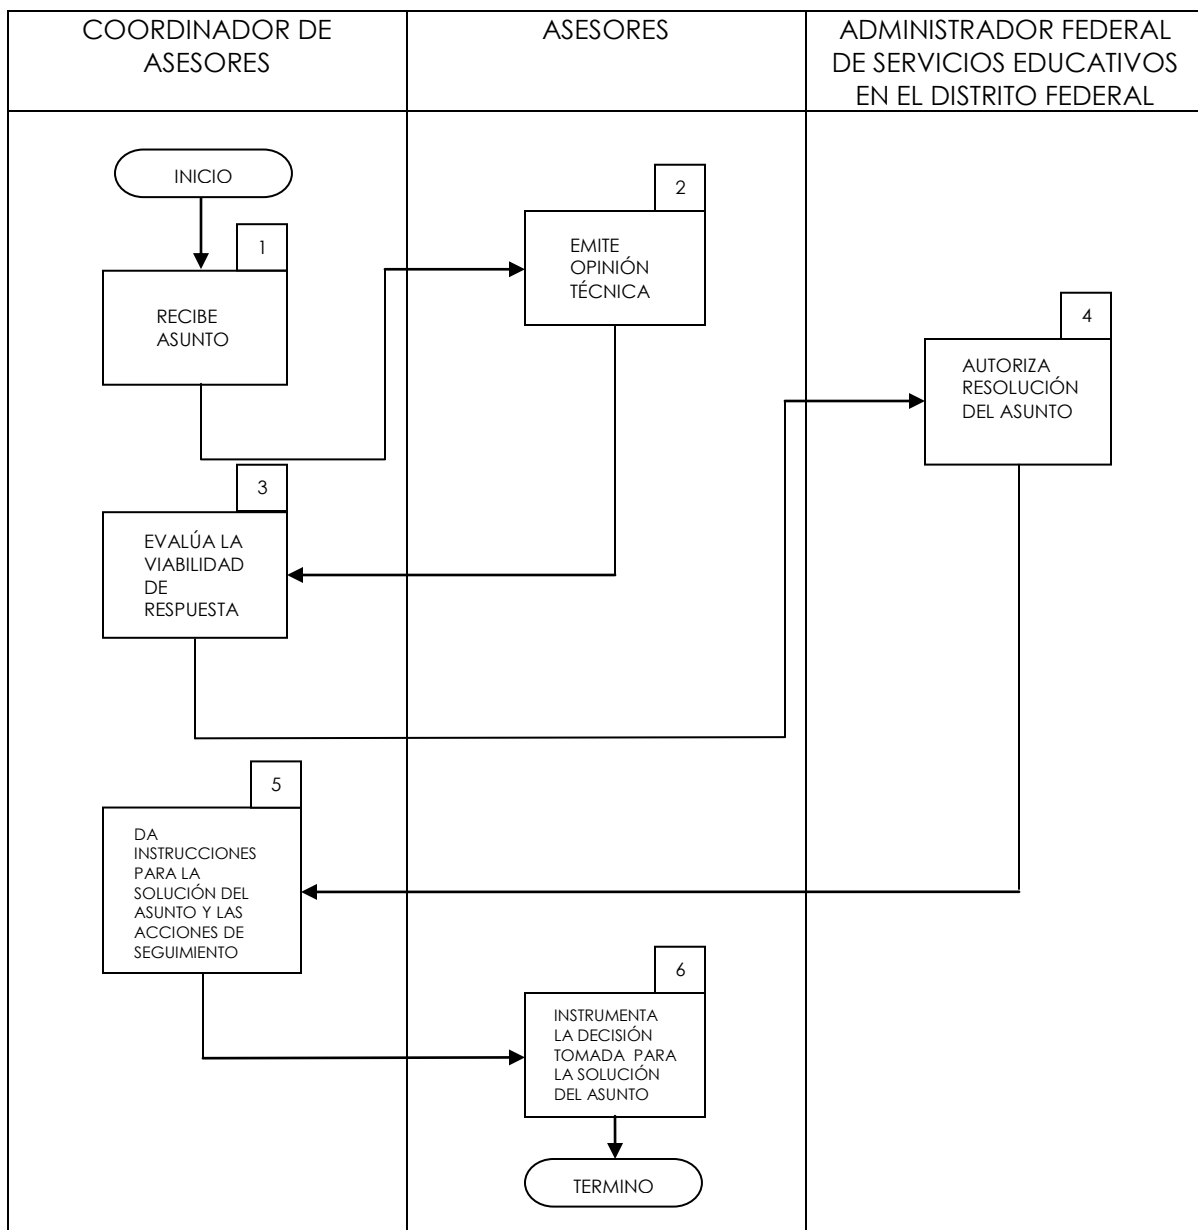 COORDINADOR DE
ASESORES
ASESORES
ADMINISTRADOR FEDERAL
DE SERVICIOS EDUCATIVOS
EN EL DISTRITO FEDERAL
INICIO
1
RECIBE
ASUNTO
2
EMITE
OPINIÓN
TÉCNICA
3
EVALÚA LA
VIABILIDAD
DE
RESPUESTA
4
AUTORIZA
RESOLUCIÓN
DEL ASUNTO
5
DA
INSTRUCCIONES
PARA LA
SOLUCIÓN DEL
ASUNTO Y LAS
ACCIONES DE
SEGUIMIENTO
6
INSTRUMENTA
LA DECISIÓN
TOMADA PARA
LA SOLUCIÓN
DEL ASUNTO
TERMINO